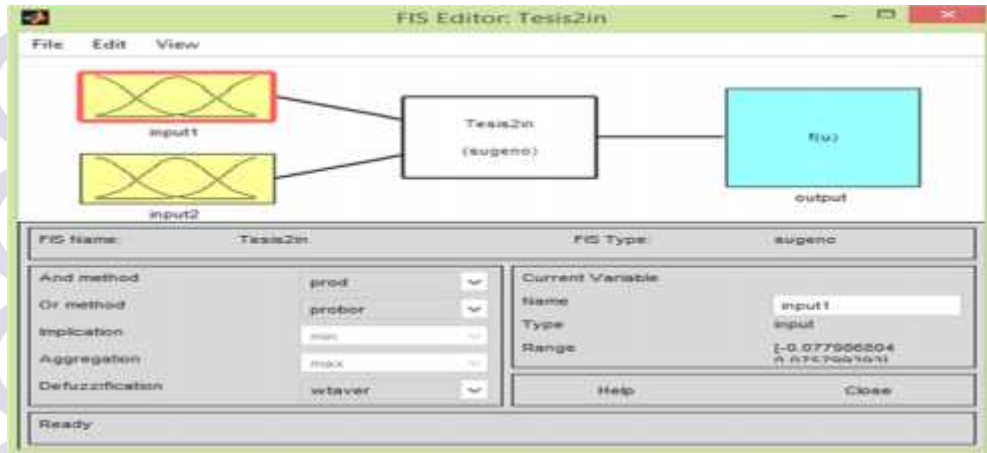 FIS Editor: Tesis2in
File Edit View
input1
input2
Tesis2in
(sugeno)
f(u)
output
FIS Name: Tesis2in FIS Type: sugeno
And method prod
Or method probor
Implication min
Aggregation max
Defuzzification wtaver
Current Variable
Name input1
Type input
Range
Help Close
Ready